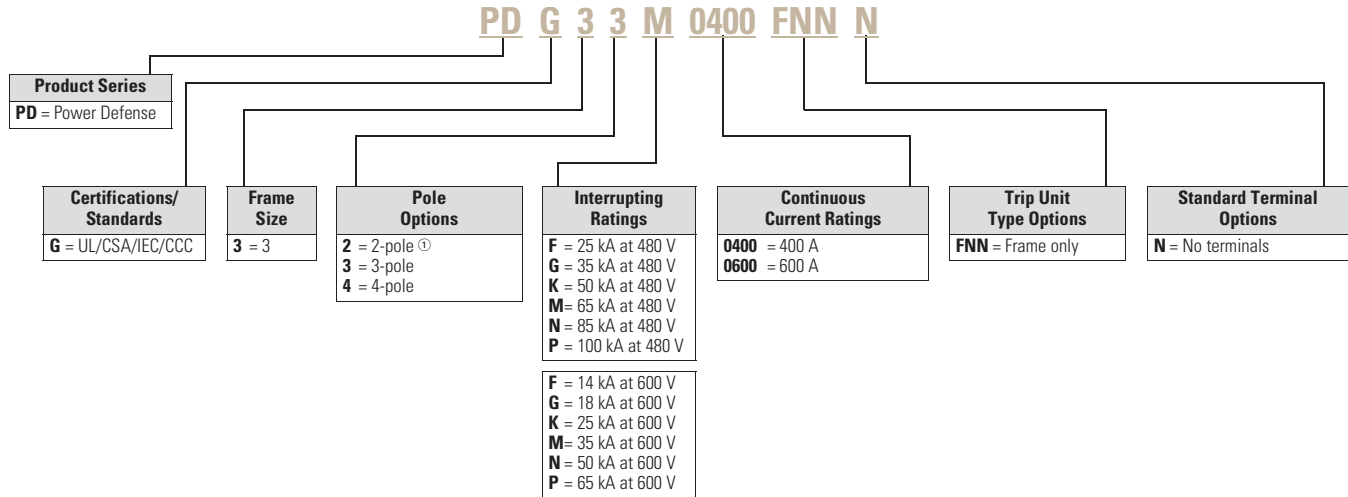 PD G 3 3 M 0400 FNN N
Product Series
PD = Power Defense
Certifications/
Standards
G = UL/CSA/IEC/CCC
Frame
Size
3 = 3
Pole
Options
2 = 2-pole ①
3 = 3-pole
4 = 4-pole
Interrupting
Ratings
F = 25 kA at 480 V
G = 35 kA at 480 V
K = 50 kA at 480 V
M= 65 kA at 480 V
N = 85 kA at 480 V
P = 100 kA at 480 V
F = 14 kA at 600 V
G = 18 kA at 600 V
K = 25 kA at 600 V
M= 35 kA at 600 V
N = 50 kA at 600 V
P = 65 kA at 600 V
Continuous
Current Ratings
0400 = 400 A
0600 = 600 A
Trip Unit
Type Options
FNN = Frame only
Standard Terminal
Options
N = No terminals